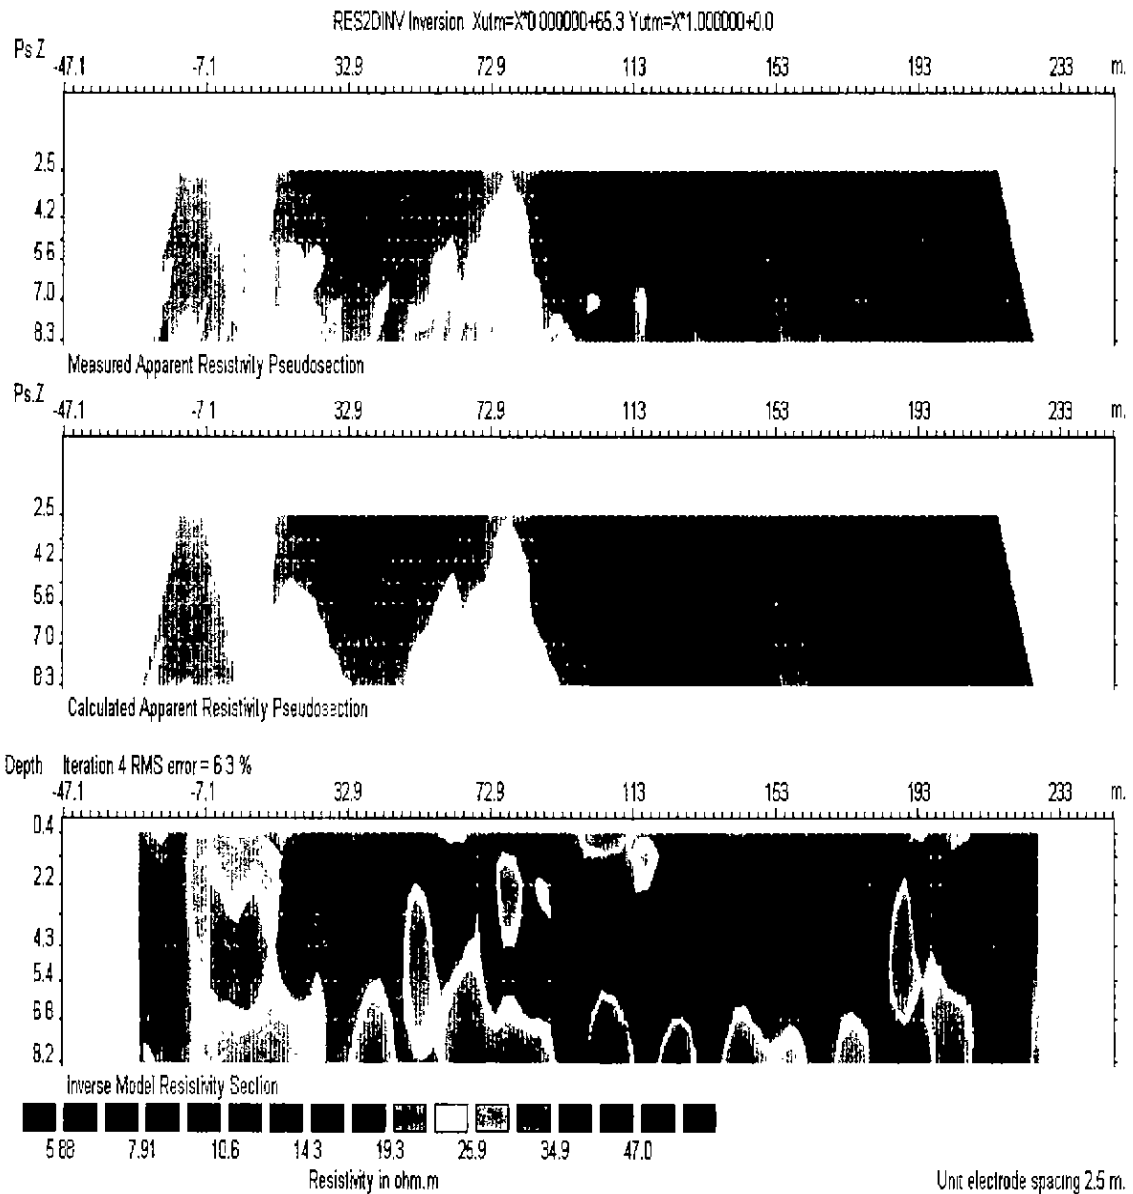 RES2DINV Inversion Xutm=X*0.000000+65.3 Yutm=X*1.000000+0.0
Ps.Z
-47.1 -7.1 32.9 72.9 113 153 193 233 m.
2.5
4.2
5.6
7.0
8.3
Measured Apparent Resistivity Pseudosection
Ps.Z
-47.1 -7.1 32.9 72.9 113 153 193 233 m.
2.5
4.2
5.6
7.0
8.3
Calculated Apparent Resistivity Pseudosection
Depth Iteration 4 RMS error = 6.3 %
-47.1 -7.1 32.9 72.9 113 153 193 233 m.
0.4
2.2
4.3
5.4
6.8
8.2
Inverse Model Resistivity Section
5.88 7.91 10.6 14.3 19.3 25.9 34.9 47.0
Resistivity in ohm.m
Unit electrode spacing 2.5 m.